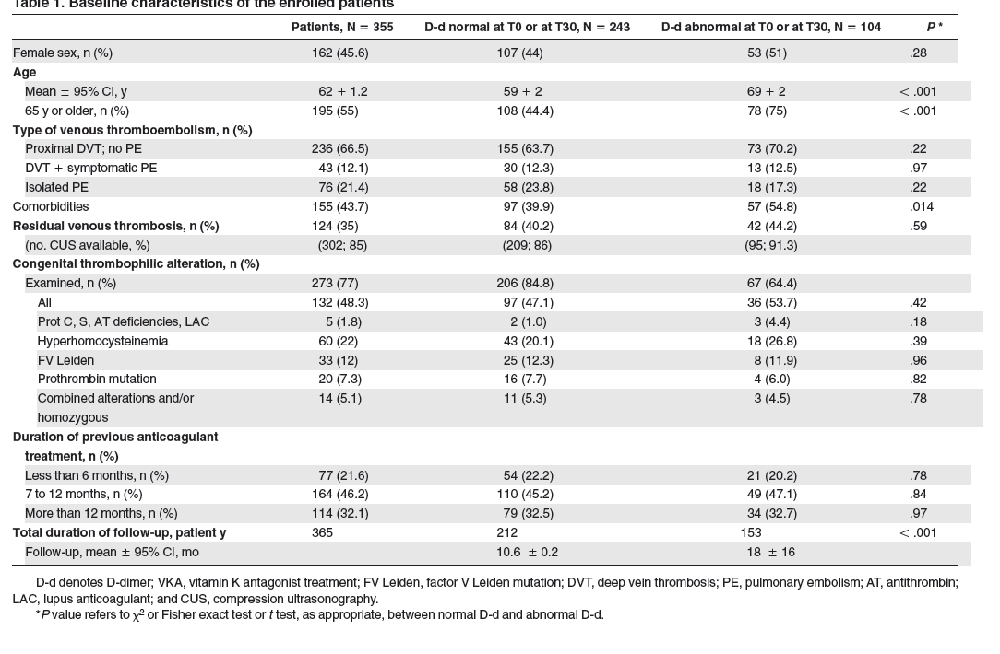 Table 1. Baseline characteristics of the enrolled patients
Patients, N = 355 D-d normal at T0 or at T30, N = 243 D-d abnormal at T0 or at T30, N = 104 P*
Female sex, n (%) 162 (45.6) 107 (44) 53 (51) .28
Age
Mean ± 95% CI, y 62 + 1.2 59 + 2 69 + 2 < .001
65 y or older, n (%) 195 (55) 108 (44.4) 78 (75) < .001
Type of venous thromboembolism, n (%)
Proximal DVT; no PE 236 (66.5) 155 (63.7) 73 (70.2) .22
DVT + symptomatic PE 43 (12.1) 30 (12.3) 13 (12.5) .97
Isolated PE 76 (21.4) 58 (23.8) 18 (17.3) .22
Comorbidities 155 (43.7) 97 (39.9) 57 (54.8) .014
Residual venous thrombosis, n (%) 124 (35) 84 (40.2) 42 (44.2) .59
(no. CUS available, %) (302; 85) (209; 86) (95; 91.3)
Congenital thrombophilic alteration, n (%)
Examined, n (%) 273 (77) 206 (84.8) 67 (64.4)
All 132 (48.3) 97 (47.1) 36 (53.7) .42
Prot C, S, AT deficiencies, LAC 5 (1.8) 2 (1.0) 3 (4.4) .18
Hyperhomocysteinemia 60 (22) 43 (20.1) 18 (26.8) .39
FV Leiden 33 (12) 25 (12.3) 8 (11.9) .96
Prothrombin mutation 20 (7.3) 16 (7.7) 4 (6.0) .82
Combined alterations and/or 14 (5.1) 11 (5.3) 3 (4.5) .78
homozygous
Duration of previous anticoagulant
treatment, n (%)
Less than 6 months, n (%) 77 (21.6) 54 (22.2) 21 (20.2) .78
7 to 12 months, n (%) 164 (46.2) 110 (45.2) 49 (47.1) .84
More than 12 months, n (%) 114 (32.1) 79 (32.5) 34 (32.7) .97
Total duration of follow-up, patient y 365 212 153 < .001
Follow-up, mean ± 95% CI, mo 10.6 ± 0.2 18 ± 16
D-d denotes D-dimer; VKA, vitamin K antagonist treatment; FV Leiden, factor V Leiden mutation; DVT, deep vein thrombosis; PE, pulmonary embolism; AT, antithrombin;
LAC, lupus anticoagulant; and CUS, compression ultrasonography.
*P value refers to χ² or Fisher exact test or t test, as appropriate, between normal D-d and abnormal D-d.